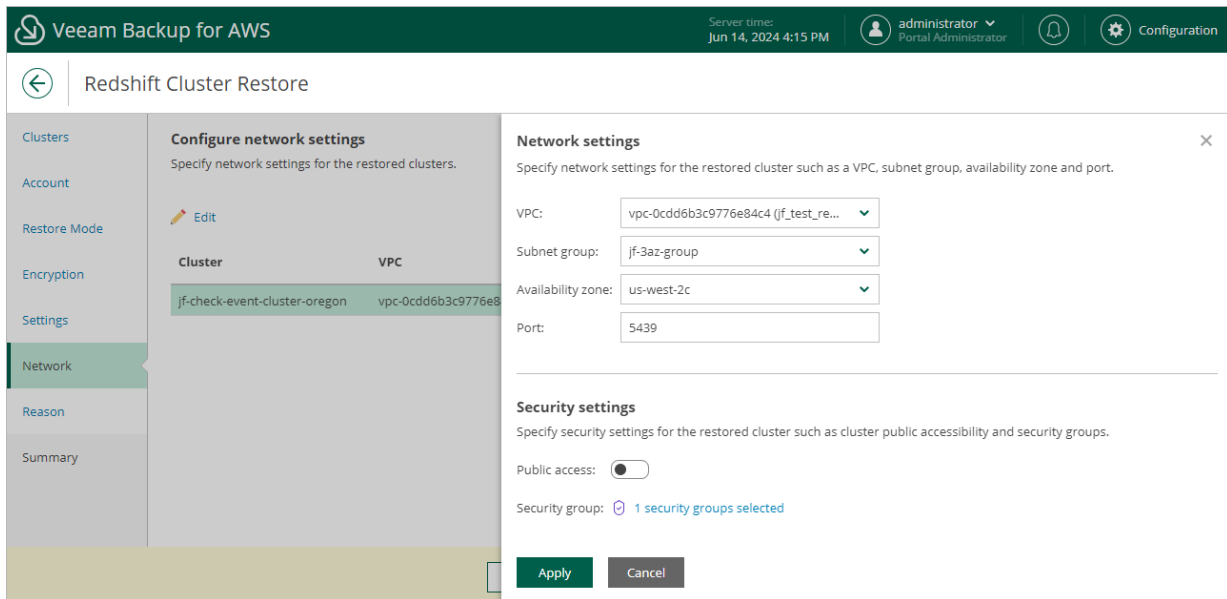 Veeam Backup for AWS
Server time:
Jun 14, 2024 4:15 PM
administrator
Portal Administrator
Configuration
Redshift Cluster Restore
Clusters
Account
Restore Mode
Encryption
Settings
Network
Reason
Summary
Configure network settings
Specify network settings for the restored clusters.
Edit
Cluster VPC
jf-check-event-cluster-oregon vpc-0cdd6b3c9776e8
Network settings
Specify network settings for the restored cluster such as a VPC, subnet group, availability zone and port.
VPC: vpc-0cdd6b3c9776e84c4 (jf_test_re...
Subnet group: jf-3az-group
Availability zone: us-west-2c
Port: 5439
Security settings
Specify security settings for the restored cluster such as cluster public accessibility and security groups.
Public access:
Security group: 1 security groups selected
Apply Cancel